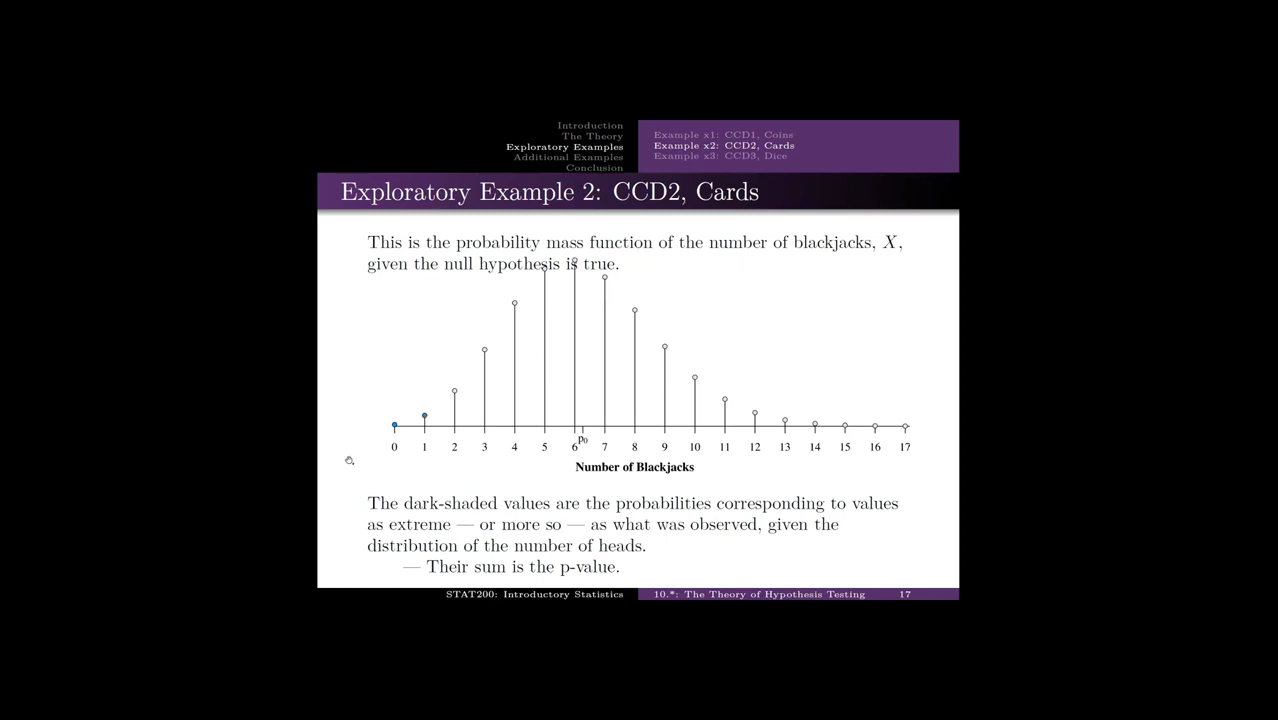 Introduction
The Theory
Exploratory Examples
Additional Examples
Conclusion
Example x1: CCD1, Coins
Example x2: CCD2, Cards
Example x3: CCD3, Dice
Exploratory Example 2: CCD2, Cards
This is the probability mass function of the number of blackjacks, X,
given the null hypothesis is true.
p0
0 1 2 3 4 5 6 7 8 9 10 11 12 13 14 15 16 17
Number of Blackjacks
The dark-shaded values are the probabilities corresponding to values
as extreme — or more so — as what was observed, given the
distribution of the number of heads.
— Their sum is the p-value.
STAT200: Introductory Statistics
10.*: The Theory of Hypothesis Testing 17